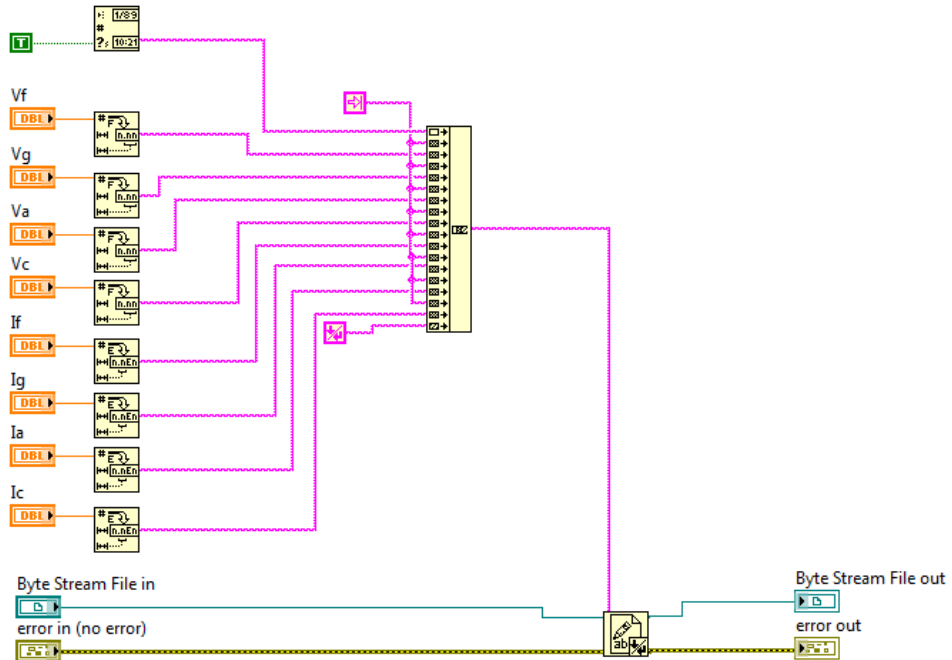 1/89
#
?: 10:21
T
Vf
DBL
# F
n.nn
Vg
DBL
# F
n.nn
Va
DBL
# F
n.nn
Vc
DBL
# F
n.nn
If
DBL
# E
n.nEn
Ig
DBL
# E
n.nEn
Ia
DBL
# E
n.nEn
Ic
DBL
# E
n.nEn
Byte Stream File in
Byte Stream File out
error in (no error)
error out
ab